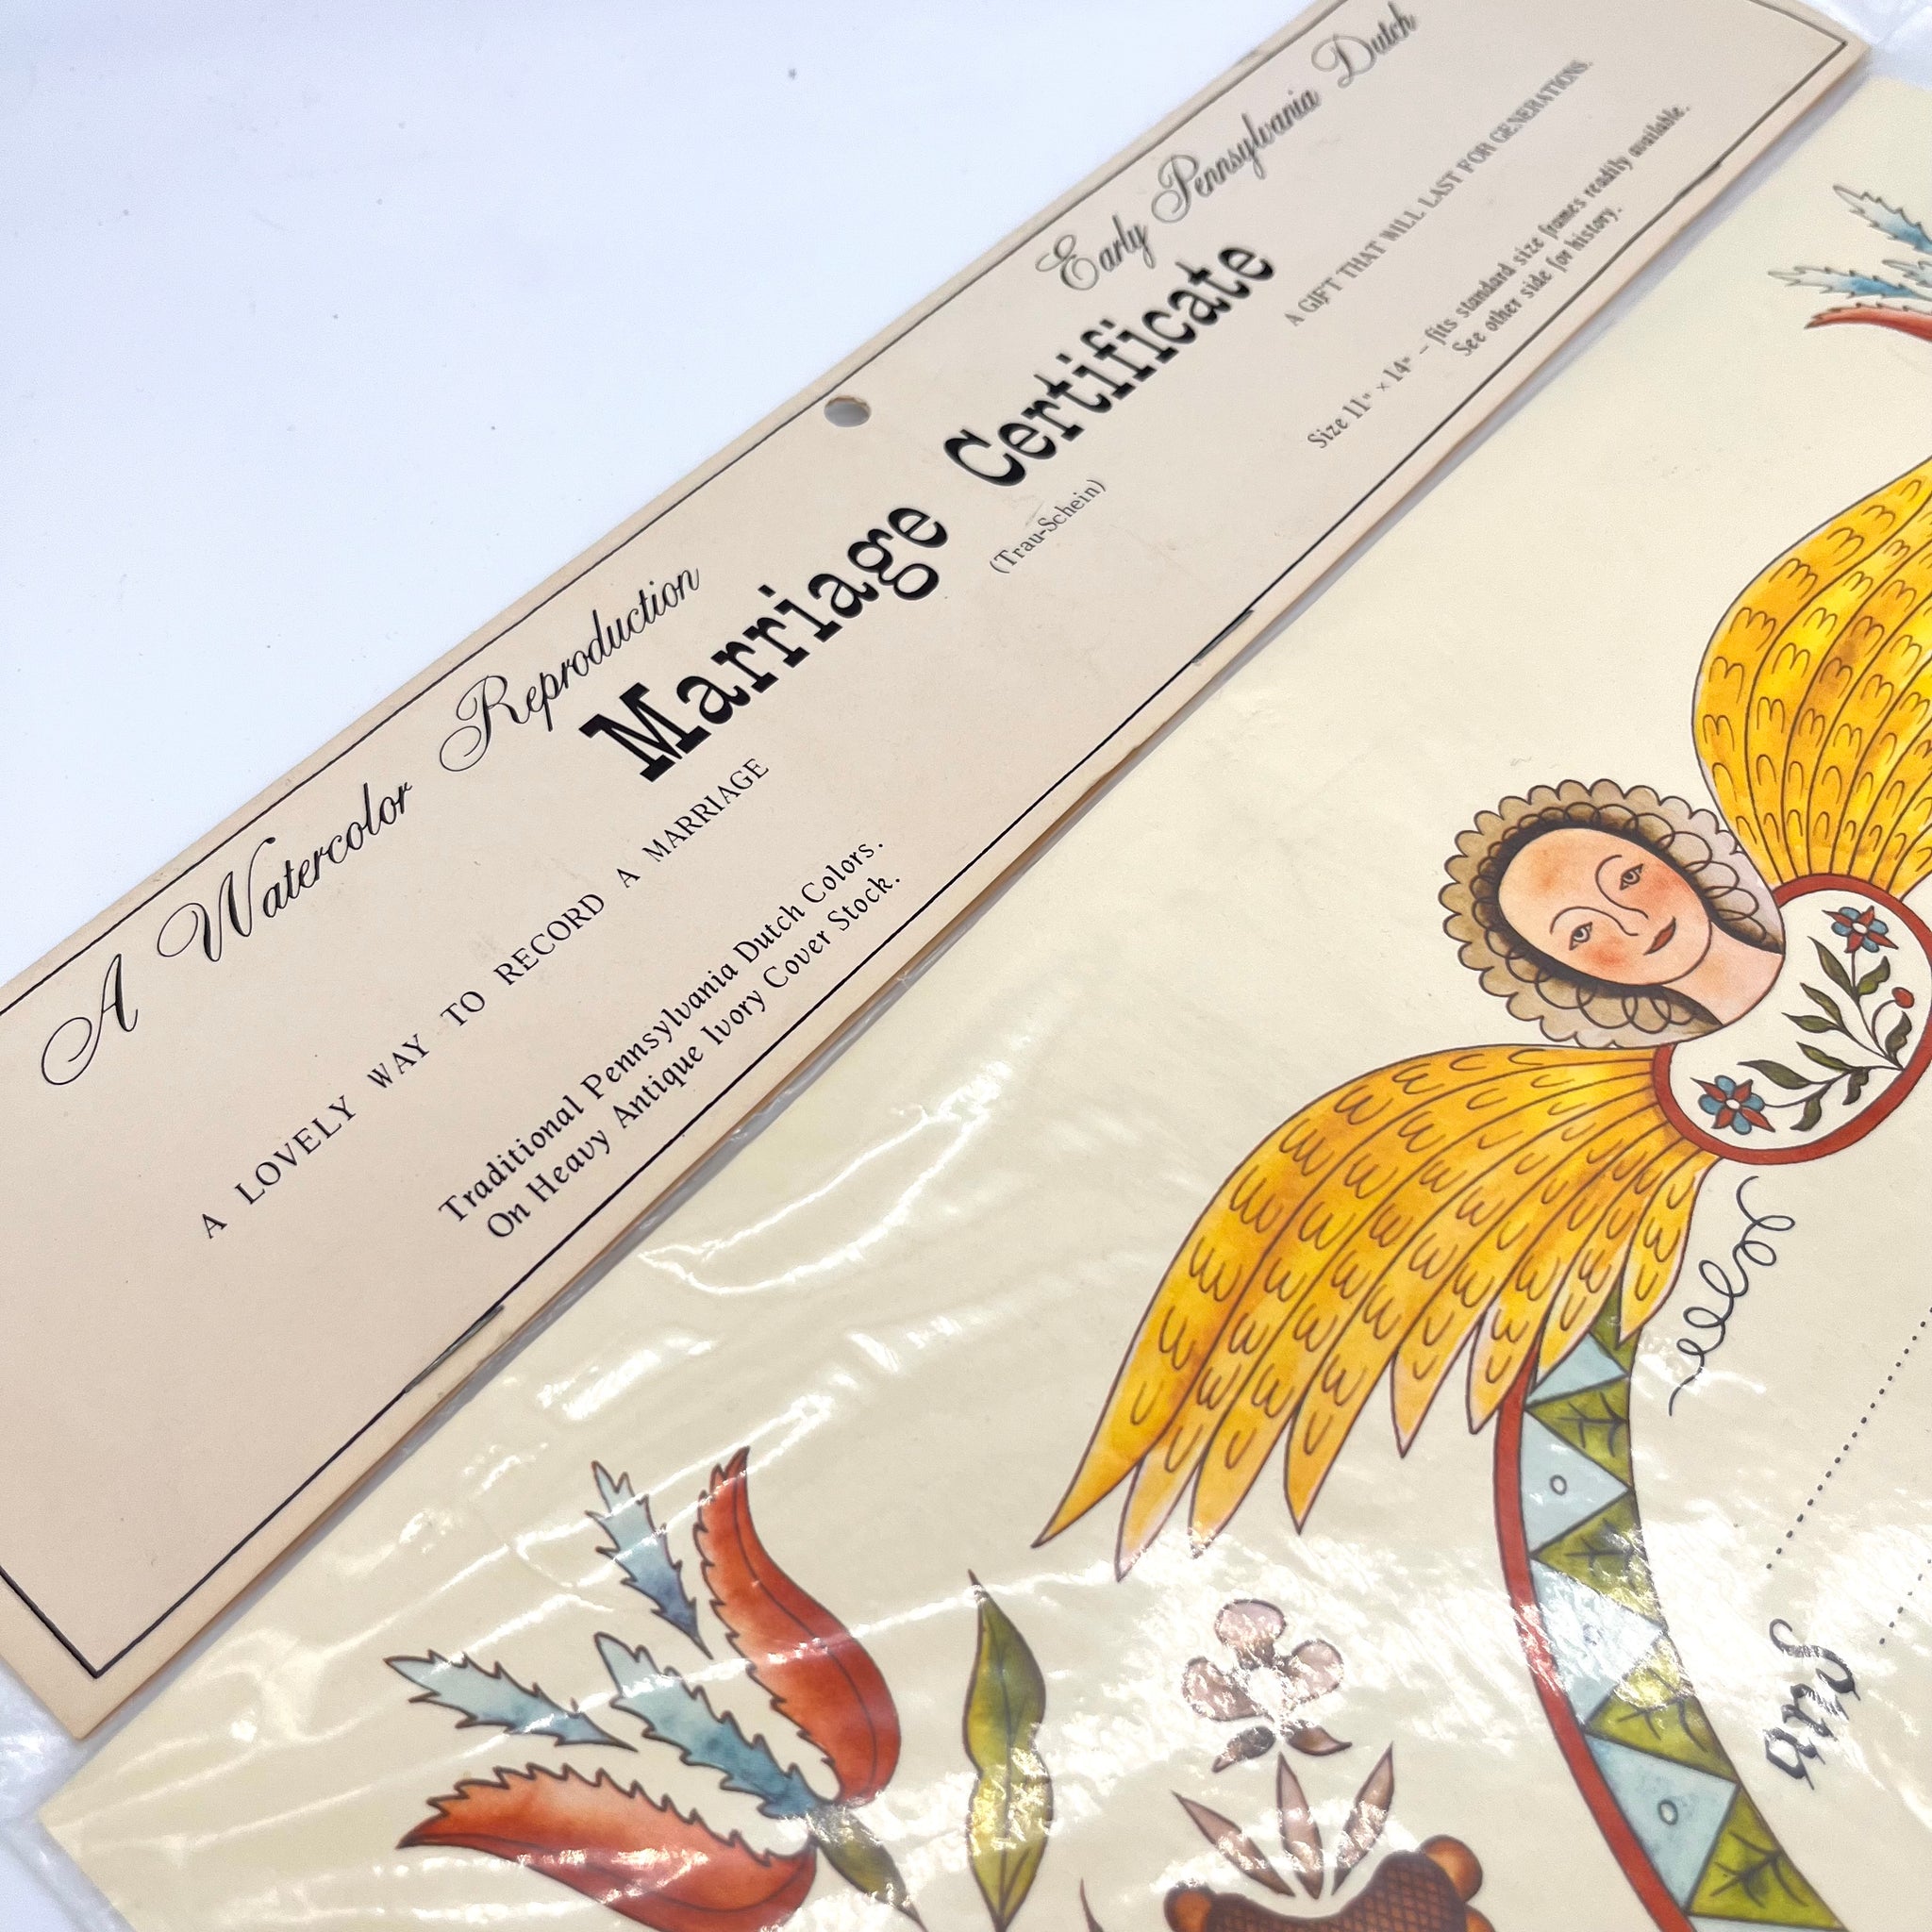 A Watercolor Reproduction
Early Pennsylvania Dutch
Marriage Certificate
(Trau-Schein)
A LOVELY WAY TO RECORD A MARRIAGE
A GIFT THAT WILL LAST FOR GENERATIONS.
Traditional Pennsylvania Dutch Colors.
On Heavy Antique Ivory Cover Stock.
Size 11" × 14" – fits standard size frames readily available.
See other side for history.
and